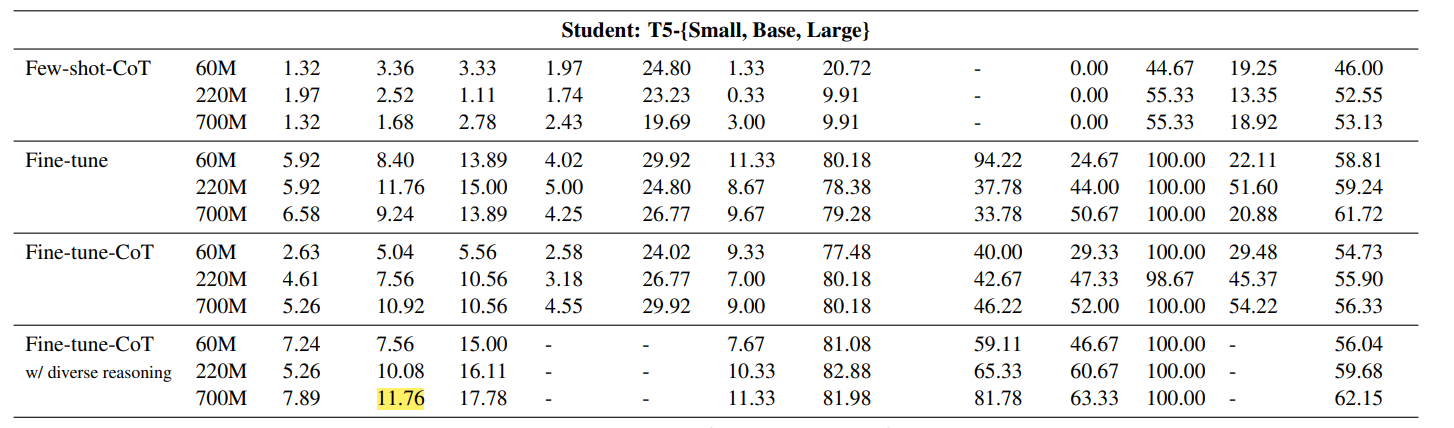 Student: T5-{Small, Base, Large}
Few-shot-CoT 60M 1.32 3.36 3.33 1.97 24.80 1.33 20.72 - 0.00 44.67 19.25 46.00
220M 1.97 2.52 1.11 1.74 23.23 0.33 9.91 - 0.00 55.33 13.35 52.55
700M 1.32 1.68 2.78 2.43 19.69 3.00 9.91 - 0.00 55.33 18.92 53.13
Fine-tune 60M 5.92 8.40 13.89 4.02 29.92 11.33 80.18 94.22 24.67 100.00 22.11 58.81
220M 5.92 11.76 15.00 5.00 24.80 8.67 78.38 37.78 44.00 100.00 51.60 59.24
700M 6.58 9.24 13.89 4.25 26.77 9.67 79.28 33.78 50.67 100.00 20.88 61.72
Fine-tune-CoT 60M 2.63 5.04 5.56 2.58 24.02 9.33 77.48 40.00 29.33 100.00 29.48 54.73
220M 4.61 7.56 10.56 3.18 26.77 7.00 80.18 42.67 47.33 98.67 45.37 55.90
700M 5.26 10.92 10.56 4.55 29.92 9.00 80.18 46.22 52.00 100.00 54.22 56.33
Fine-tune-CoT 60M 7.24 7.56 15.00 - - 7.67 81.08 59.11 46.67 100.00 - 56.04
w/ diverse reasoning 220M 5.26 10.08 16.11 - - 10.33 82.88 65.33 60.67 100.00 - 59.68
700M 7.89 11.76 17.78 - - 11.33 81.98 81.78 63.33 100.00 - 62.15